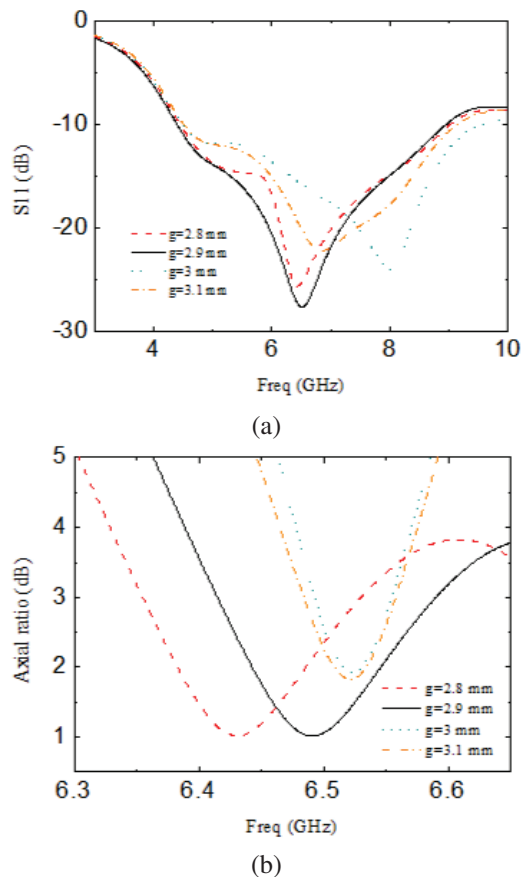 0
-10
-20
-30
S11 (dB)
g=2.8 mm
g=2.9 mm
g=3 mm
g=3.1 mm
4 6 8 10
Freq (GHz)
(a)
5
4
3
2
1
Axial ratio (dB)
g=2.8 mm
g=2.9 mm
g=3 mm
g=3.1 mm
6.3 6.4 6.5 6.6
Freq (GHz)
(b)